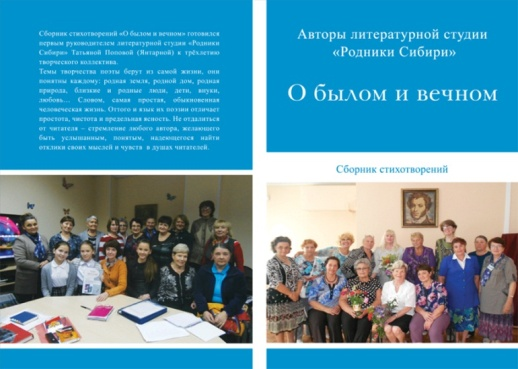 Сборник стихотворений «О былом и вечном» готовился
первым руководителем литературной студии «Родники
Сибири» Татьяной Поповой (Янтарной) к трёхлетию
творческого коллектива.
Темы творчества поэты берут из самой жизни, они
понятны каждому: родная земля, родной дом, родная
природа, близкие и родные люди, дети, внуки,
любовь... Словом, самая простая, обыкновенная
человеческая жизнь. Оттого и язык их поэзии отличает
простота, чистота и предельная ясность. Не отдалиться
от читателя – стремление любого автора, желающего
быть услышанным, понятым, надеющегося найти
отклики своих мыслей и чувств в душах читателей.
Авторы литературной студии
«Родники Сибири»
О былом и вечном
Сборник стихотворений